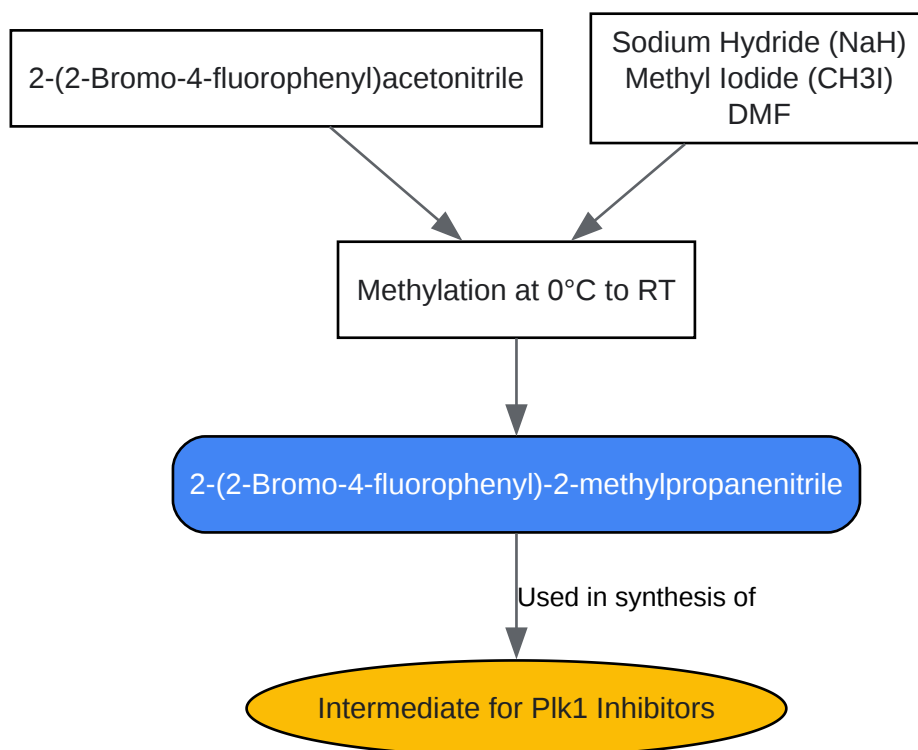 2-(2-Bromo-4-fluorophenyl)acetonitrile
Sodium Hydride (NaH)
Methyl Iodide (CH3I)
DMF
Methylation at 0°C to RT
2-(2-Bromo-4-fluorophenyl)-2-methylpropanenitrile
Used in synthesis of
Intermediate for Plk1 Inhibitors